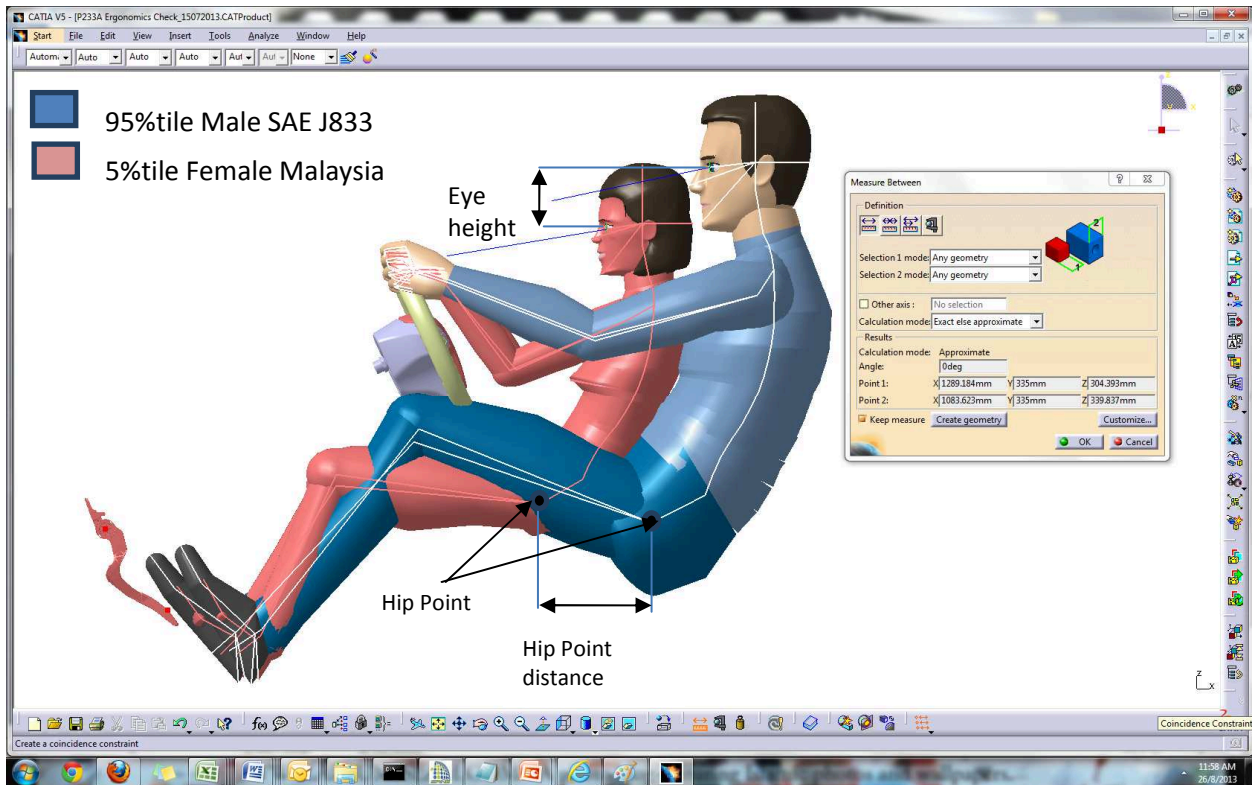 CATIA V5 - [P233A Ergonomics Check_15072013.CATProduct]
Start File Edit View Insert Tools Analyze Window Help
Auto Auto Auto None
95%tile Male SAE J833
5%tile Female Malaysia
Eye
height
Hip Point
Hip Point
distance
Measure Between
Definition
Selection 1 mode: Any geometry
Selection 2 mode: Any geometry
Other axis : No selection
Calculation mode: Exact else approximate
Results
Calculation mode: Approximate
Angle: 0deg
Point 1: X 1289.184mm Y 335mm Z 304.393mm
Point 2: X 1083.623mm Y 335mm Z 339.837mm
Keep measure Create geometry Customize...
OK Cancel
z
x
Coincidence Constraint
Create a coincidence constraint
11:58 AM
26/8/2013